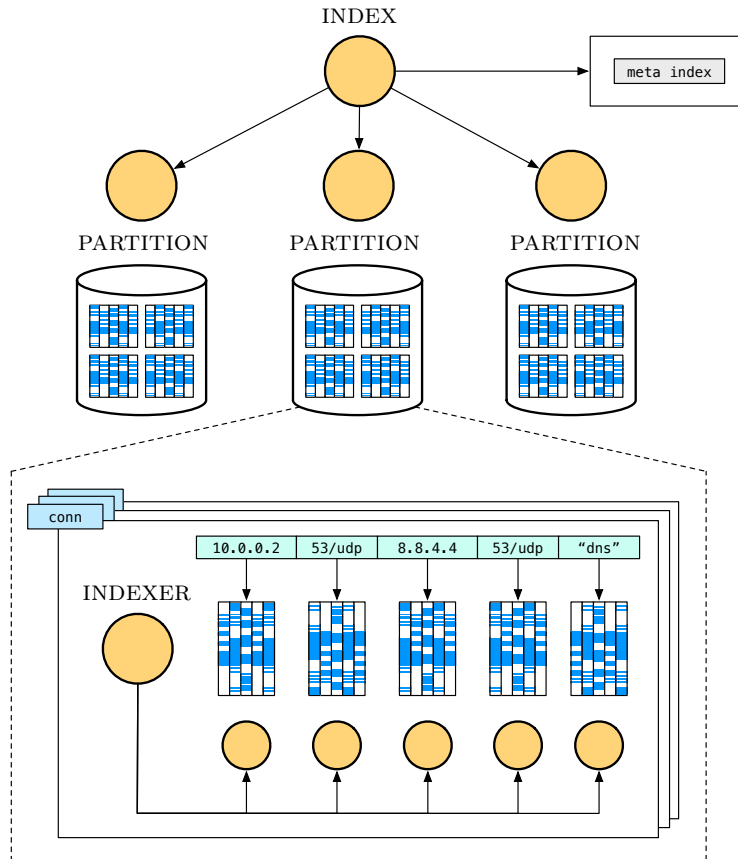 INDEX
meta index
PARTITION PARTITION PARTITION
conn
10.0.0.2 53/udp 8.8.4.4 53/udp “dns”
INDEXER